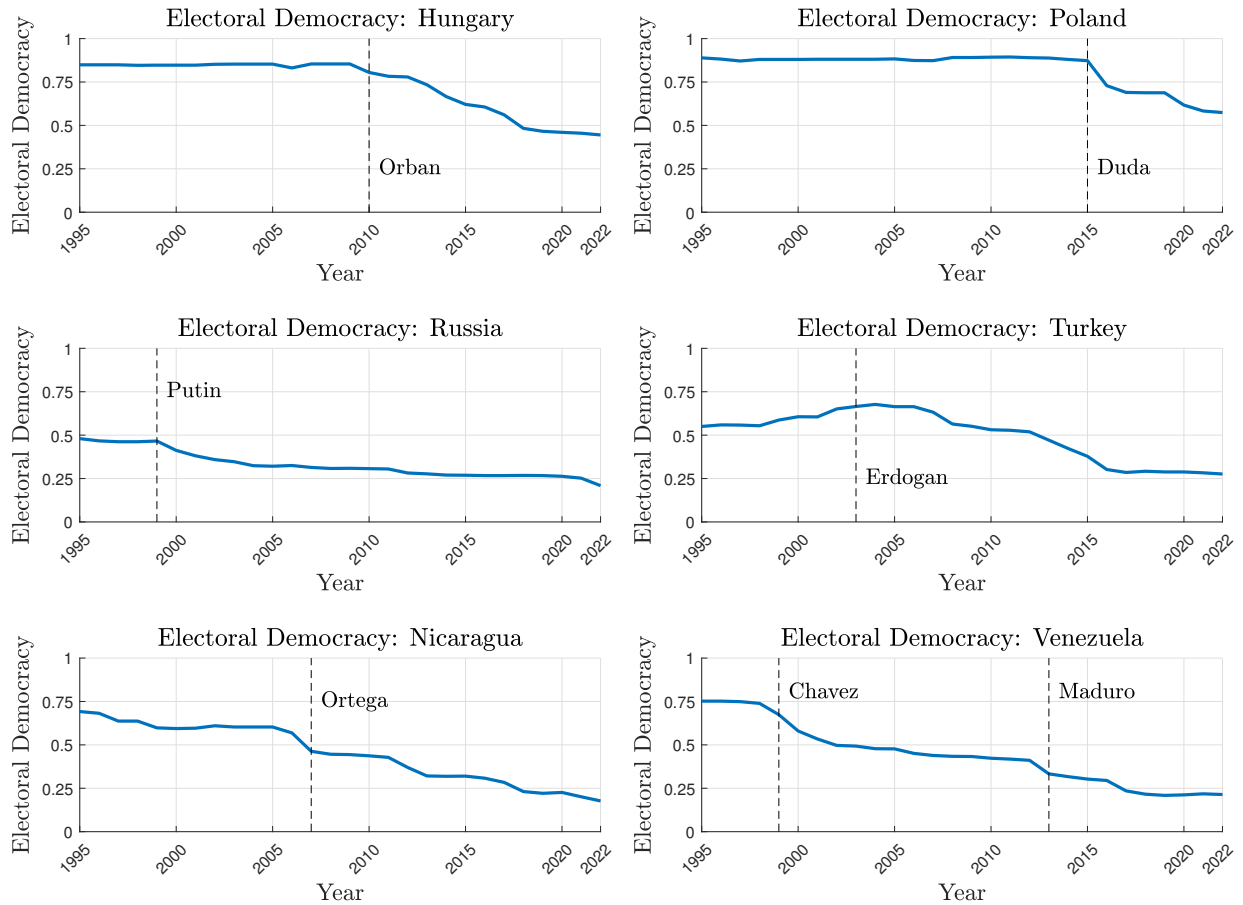 Electoral Democracy: Hungary
Electoral Democracy
1
0.75
0.5
0.25
0
Orban
1995
2000
2005
2010
2015
2020
2022
Year
Electoral Democracy: Poland
Electoral Democracy
1
0.75
0.5
0.25
0
Duda
1995
2000
2005
2010
2015
2020
2022
Year
Electoral Democracy: Russia
Electoral Democracy
1
0.75
0.5
0.25
0
Putin
1995
2000
2005
2010
2015
2020
2022
Year
Electoral Democracy: Turkey
Electoral Democracy
1
0.75
0.5
0.25
0
Erdogan
1995
2000
2005
2010
2015
2020
2022
Year
Electoral Democracy: Nicaragua
Electoral Democracy
1
0.75
0.5
0.25
0
Ortega
1995
2000
2005
2010
2015
2020
2022
Year
Electoral Democracy: Venezuela
Electoral Democracy
1
0.75
0.5
0.25
0
Chavez
Maduro
1995
2000
2005
2010
2015
2020
2022
Year